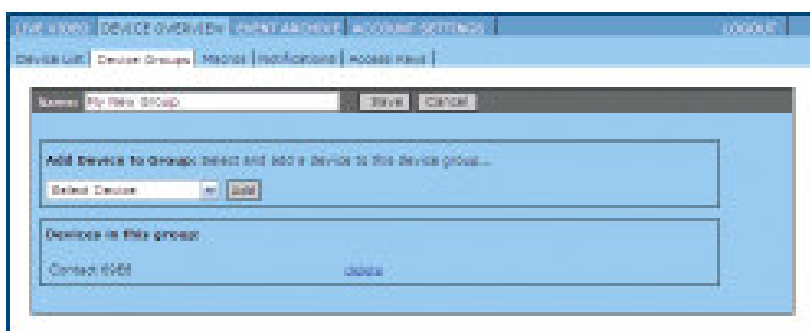 LIVE VIDEO | DEVICE OVERVIEW | EVENT ARCHIVE | ACCOUNT SETTINGS | LOGOUT
Device List | Device Groups | Macros | Notifications | Access Keys |
Name: My New Group Save Cancel
Add Device to Group: Select and add a device to this device group...
Select Device Add
Devices in this group:
Contact delete